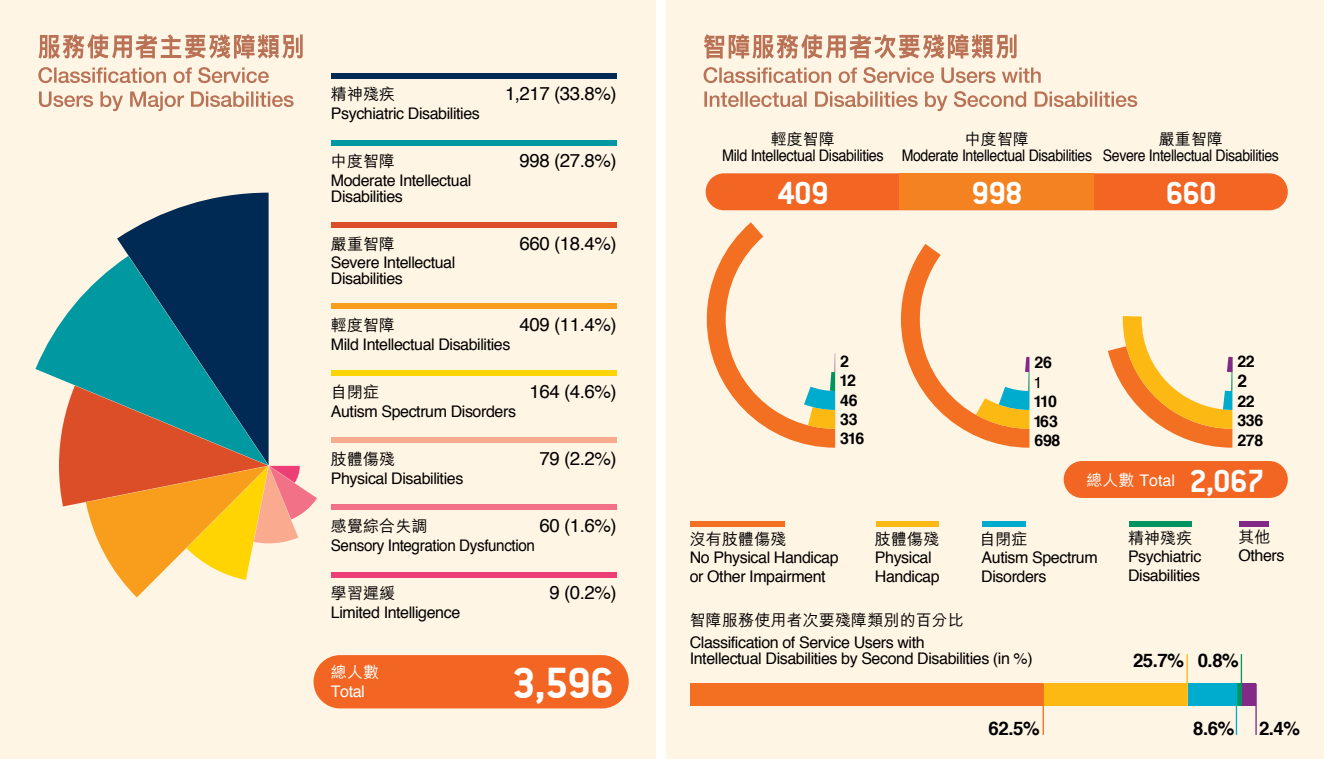 服務使用者主要殘障類別
Classification of Service
Users by Major Disabilities
精神殘疾 1,217 (33.8%)
Psychiatric Disabilities
中度智障 998 (27.8%)
Moderate Intellectual
Disabilities
嚴重智障 660 (18.4%)
Severe Intellectual
Disabilities
輕度智障 409 (11.4%)
Mild Intellectual Disabilities
自閉症 164 (4.6%)
Autism Spectrum Disorders
肢體傷殘 79 (2.2%)
Physical Disabilities
感覺綜合失調 60 (1.6%)
Sensory Integration Dysfunction
學習遲緩 9 (0.2%)
Limited Intelligence
總人數
Total
3,596
智障服務使用者次要殘障類別
Classification of Service Users with
Intellectual Disabilities by Second Disabilities
輕度智障 中度智障 嚴重智障
Mild Intellectual Disabilities Moderate Intellectual Disabilities Severe Intellectual Disabilities
409 998 660
2 26 22
12 1 2
46 110 22
33 163 336
316 698 278
總人數 Total 2,067
沒有肢體傷殘
No Physical Handicap
or Other Impairment
肢體傷殘
Physical
Handicap
自閉症
Autism Spectrum
Disorders
精神殘疾
Psychiatric
Disabilities
其他
Others
智障服務使用者次要殘障類別的百分比
Classification of Service Users with
Intellectual Disabilities by Second Disabilities (in %)
25.7% 0.8%
62.5% 8.6% 2.4%